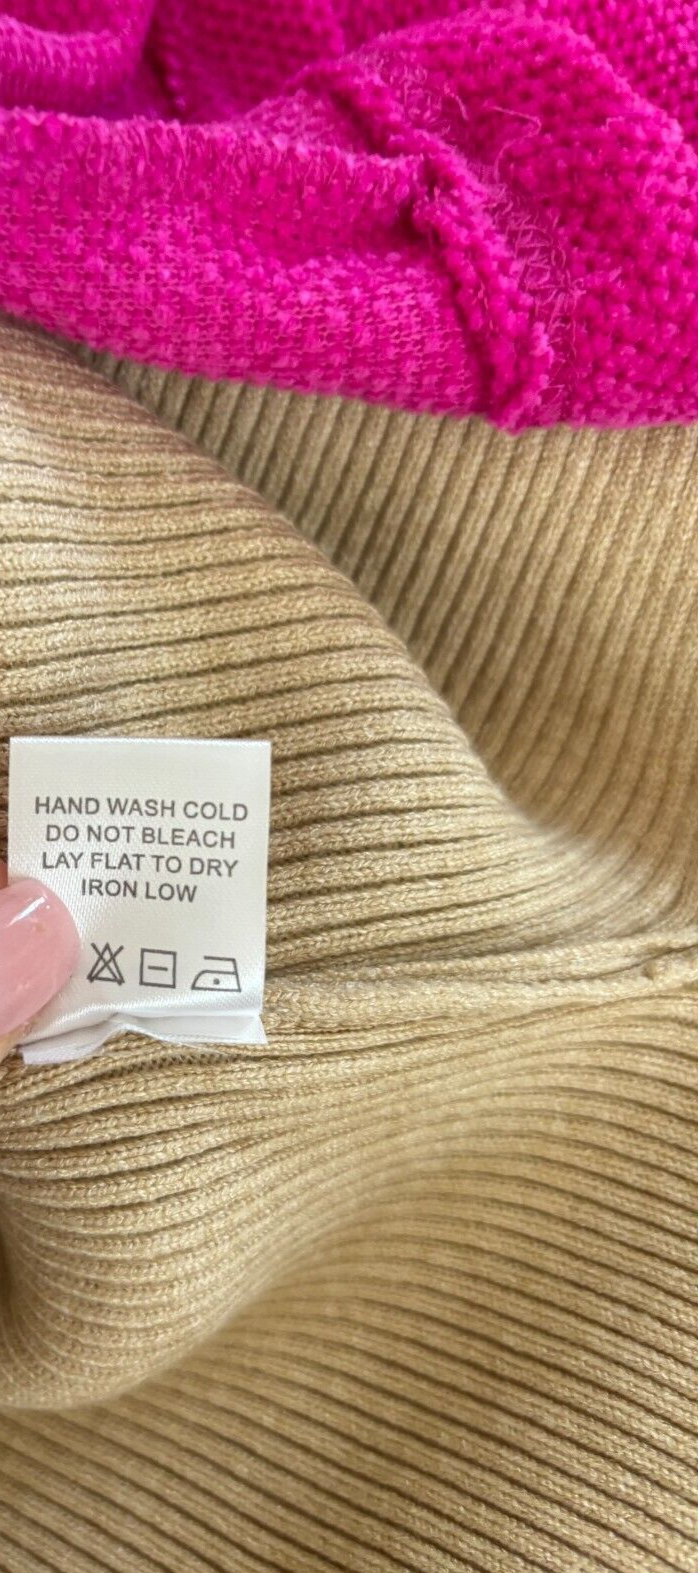 HAND WASH COLD
DO NOT BLEACH
LAY FLAT TO DRY
IRON LOW